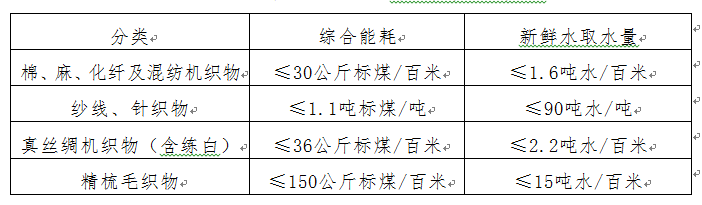 分类 综合能耗 新鲜水取水量
棉、麻、化纤及混纺机织物 ≤30公斤标煤/百米 ≤1.6吨水/百米
纱线、针织物 ≤1.1吨标煤/吨 ≤90吨水/吨
真丝绸机织物（含练白） ≤36公斤标煤/百米 ≤2.2吨水/百米
精梳毛织物 ≤150公斤标煤/百米 ≤15吨水/百米